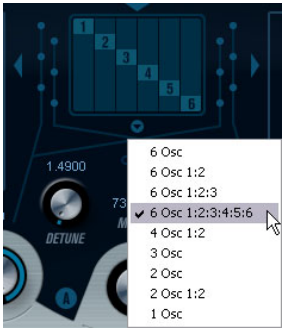 1
2
3
4
5
6
1.4900
73
DETUNE
M
A
6 Osc
6 Osc 1:2
6 Osc 1:2:3
✔ 6 Osc 1:2:3:4:5:6
4 Osc 1:2
3 Osc
2 Osc
2 Osc 1:2
1 Osc